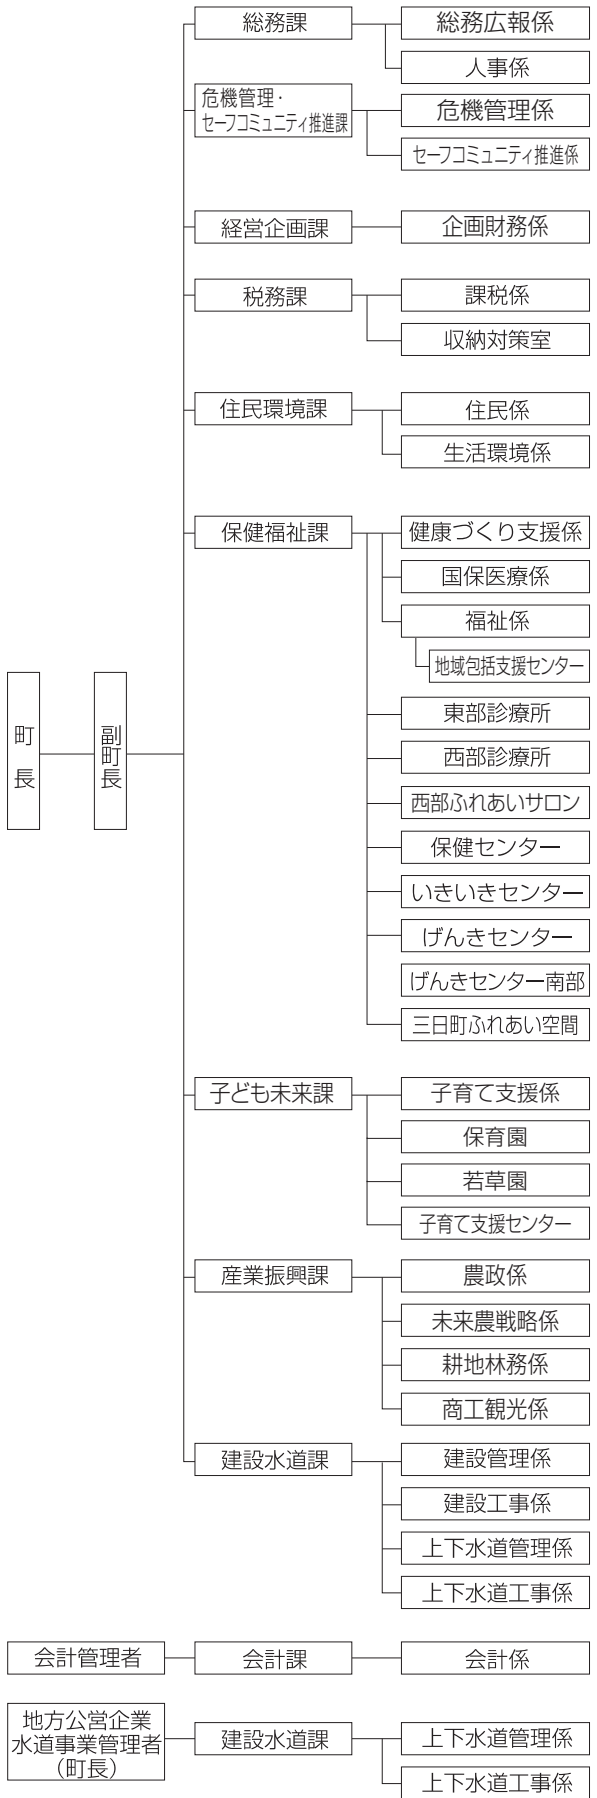 総務課
総務広報係
人事係
危機管理・
セーフコミュニティ推進課
危機管理係
セーフコミュニティ推進係
経営企画課
企画財務係
税務課
課税係
収納対策室
住民環境課
住民係
生活環境係
保健福祉課
健康づくり支援係
国保医療係
福祉係
地域包括支援センター
東部診療所
西部診療所
西部ふれあいサロン
保健センター
いきいきセンター
げんきセンター
げんきセンター南部
三日町ふれあい空間
町長
副町長
子ども未来課
子育て支援係
保育園
若草園
子育て支援センター
産業振興課
農政係
未来農戦略係
耕地林務係
商工観光係
建設水道課
建設管理係
建設工事係
上下水道管理係
上下水道工事係
会計管理者
会計課
会計係
地方公営企業
水道事業管理者
（町長）
建設水道課
上下水道管理係
上下水道工事係